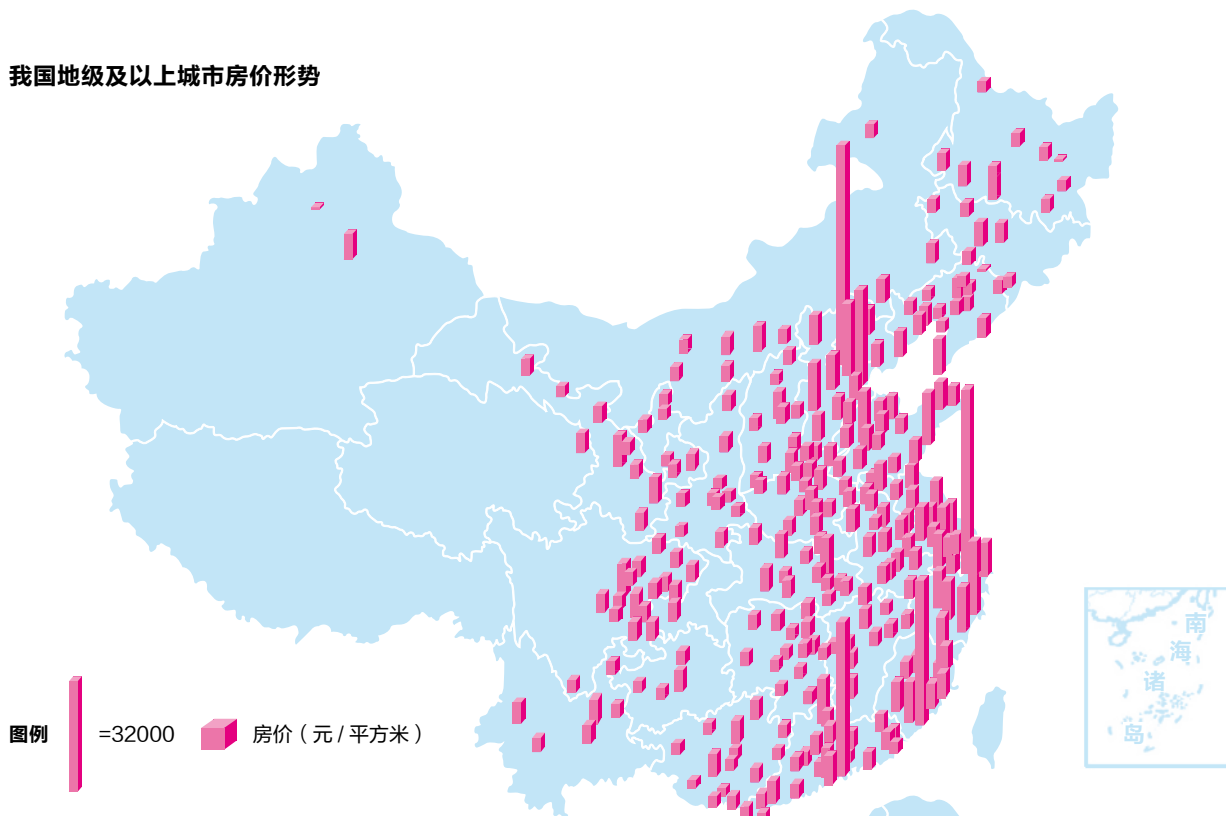 我国地级及以上城市房价形势
图例 =32000 房价（元 / 平方米）
南
海
诸
岛